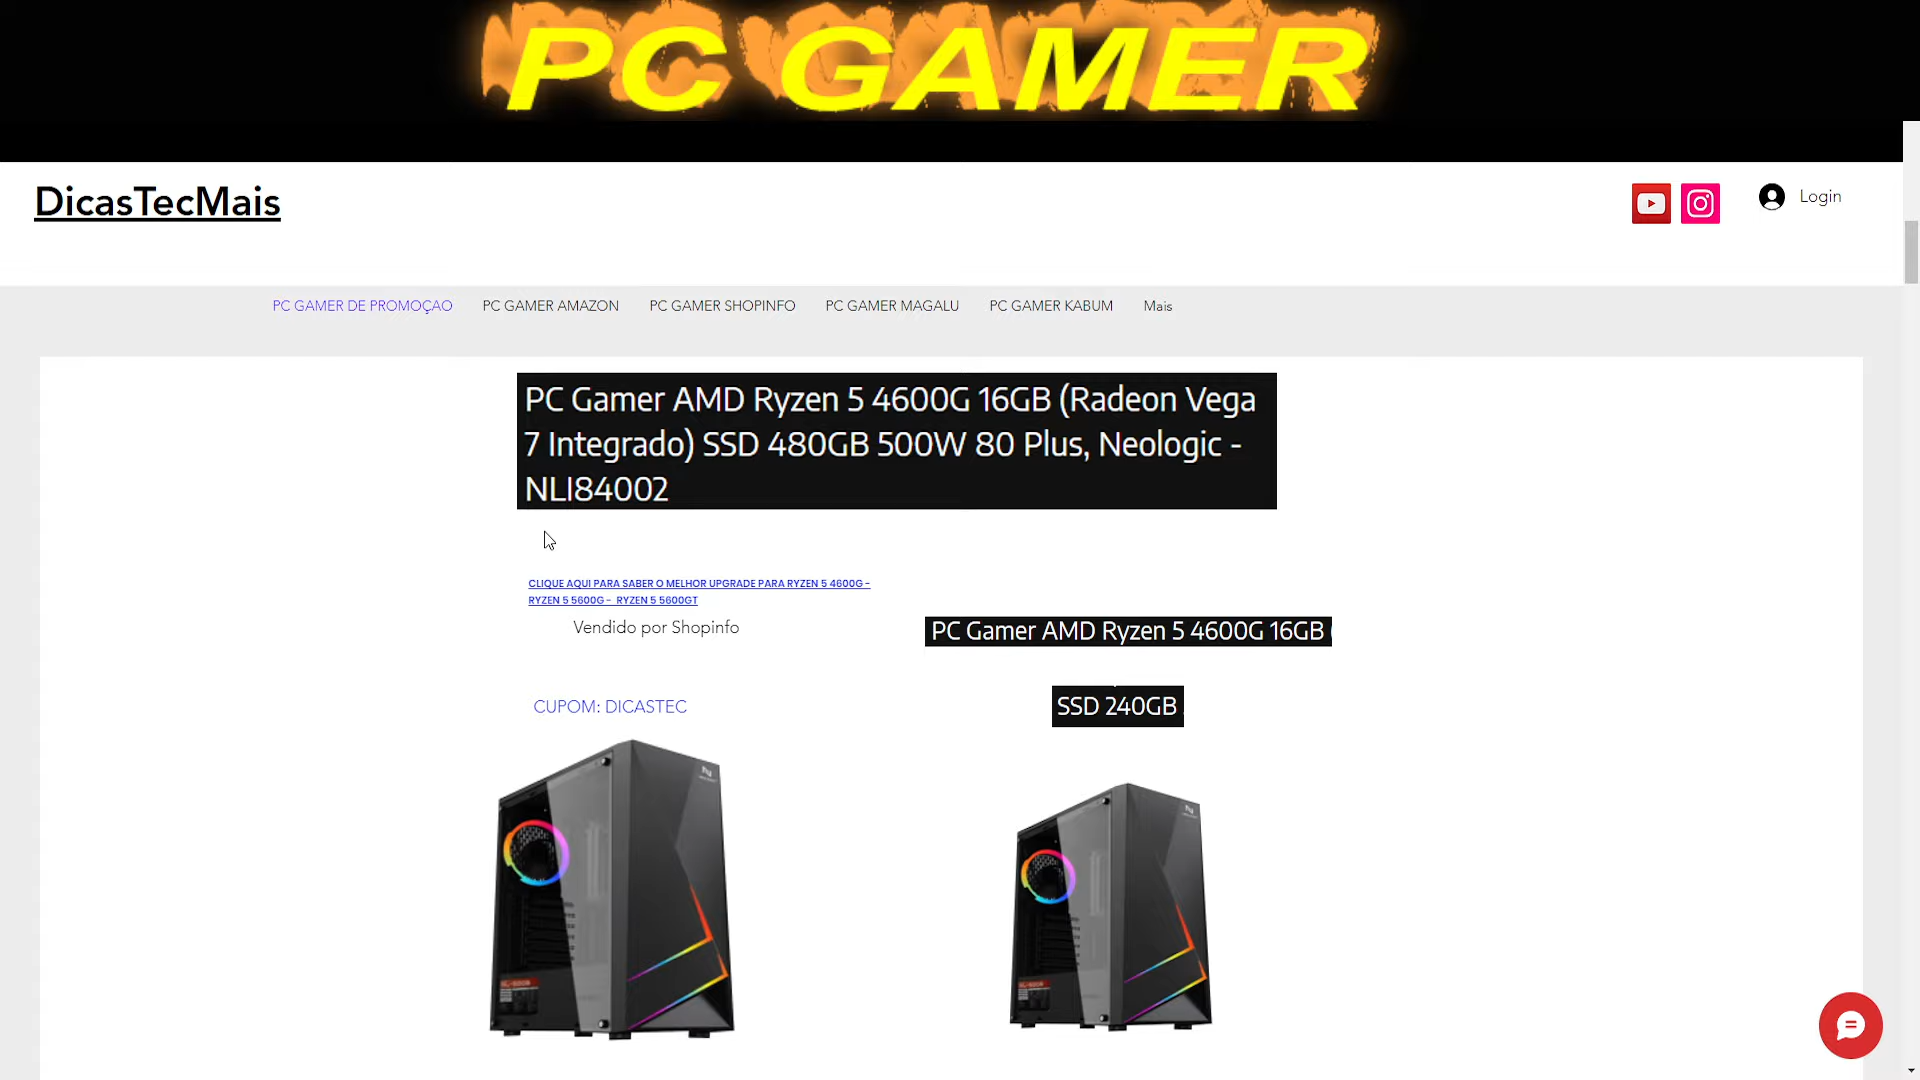 PC GAMER
DicasTecMais
Login
PC GAMER DE PROMOÇAO PC GAMER AMAZON PC GAMER SHOPINFO PC GAMER MAGALU PC GAMER KABUM Mais
PC Gamer AMD Ryzen 5 4600G 16GB (Radeon Vega
7 Integrado) SSD 480GB 500W 80 Plus, Neologic -
NLI84002
CLIQUE AQUI PARA SABER O MELHOR UPGRADE PARA RYZEN 5 4600G -
RYZEN 5 5600G - RYZEN 5 5600GT
Vendido por Shopinfo
PC Gamer AMD Ryzen 5 4600G 16GB (
CUPOM: DICASTEC
SSD 240GB